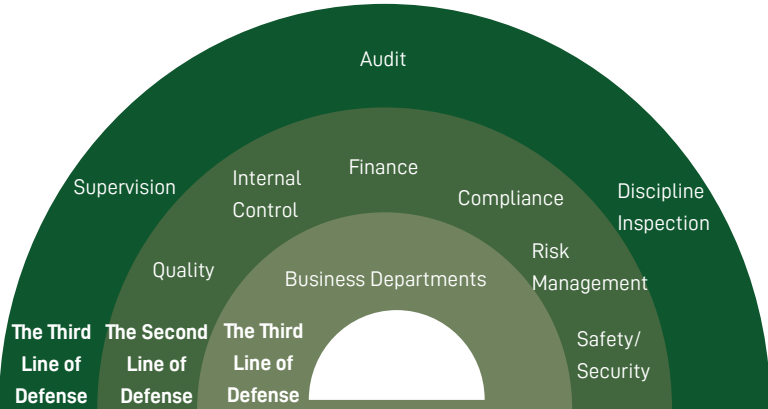 Audit
Supervision
Discipline
Inspection
Internal
Control
Finance
Compliance
Quality
Risk
Management
Safety/
Security
Business Departments
The Third
Line of
Defense
The Second
Line of
Defense
The Third
Line of
Defense